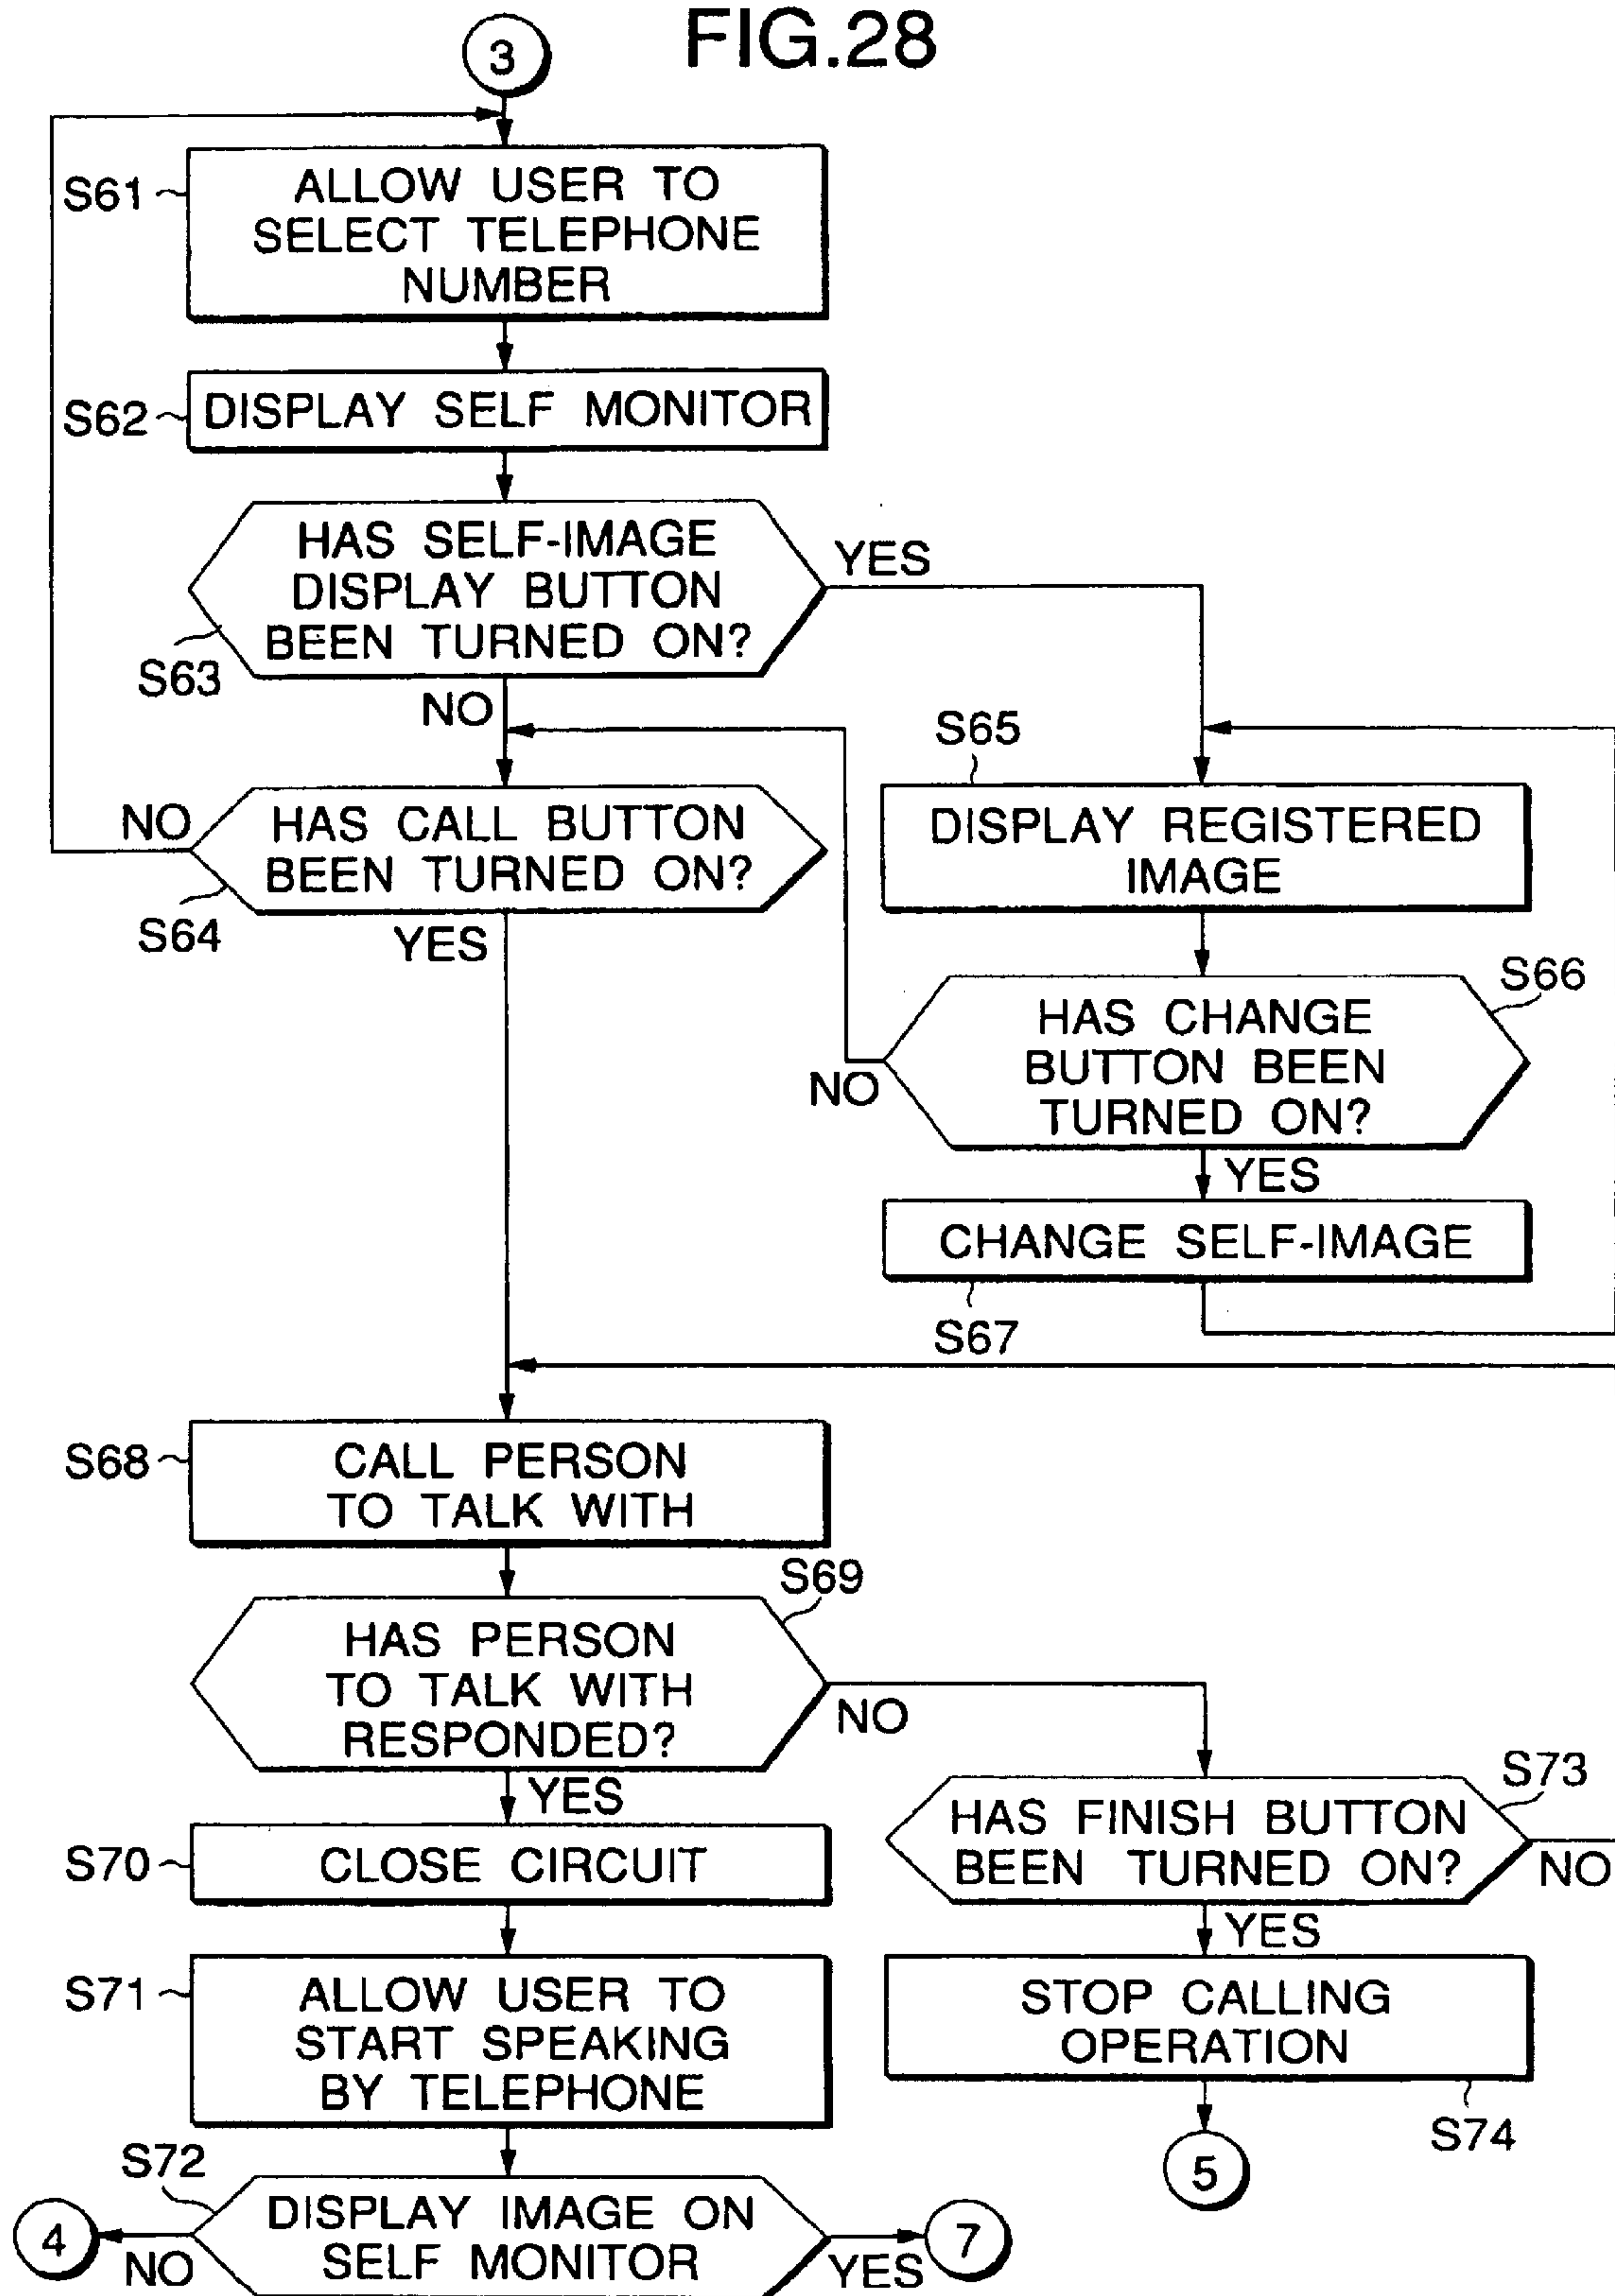 FIG.28
3
S61
ALLOW USER TO
SELECT TELEPHONE
NUMBER
S62
DISPLAY SELF MONITOR
HAS SELF-IMAGE
DISPLAY BUTTON
BEEN TURNED ON?
YES
S63
NO
S65
NO
HAS CALL BUTTON
BEEN TURNED ON?
S64
YES
DISPLAY REGISTERED
IMAGE
S66
HAS CHANGE
BUTTON BEEN
TURNED ON?
NO
YES
CHANGE SELF-IMAGE
S67
S68
CALL PERSON
TO TALK WITH
S69
HAS PERSON
TO TALK WITH
RESPONDED?
NO
YES
S73
HAS FINISH BUTTON
BEEN TURNED ON?
NO
YES
S70
CLOSE CIRCUIT
S71
ALLOW USER TO
START SPEAKING
BY TELEPHONE
STOP CALLING
OPERATION
S74
5
S72
DISPLAY IMAGE ON
SELF MONITOR
4
NO
YES
7